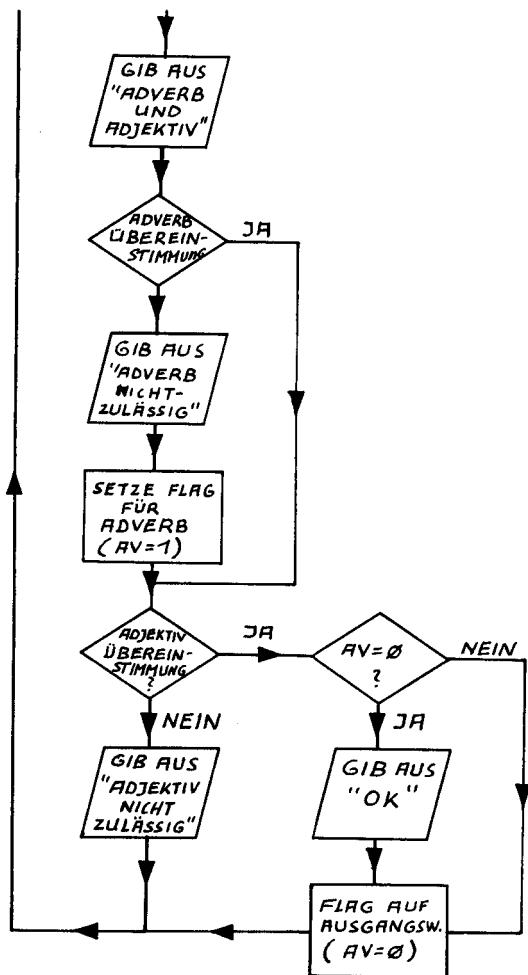 GIB AUS
"ADVERB
UND
ADJEKTIV"
ADVERB
ÜBEREIN-
STIMMUNG
JA
GIB AUS
"ADVERB
NICHT-
ZULÄSSIG"
SETZE FLAG
FÜR
ADVERB
(AV=1)
ADJEKTIV
ÜBEREIN-
STIMMUNG
?
JA
AV=Ø
?
NEIN
NEIN
JA
GIB AUS
"ADJEKTIV
NICHT
ZULÄSSIG"
GIB AUS
"OK"
FLAG AUF
AUSGANGSW.
(AV=Ø)